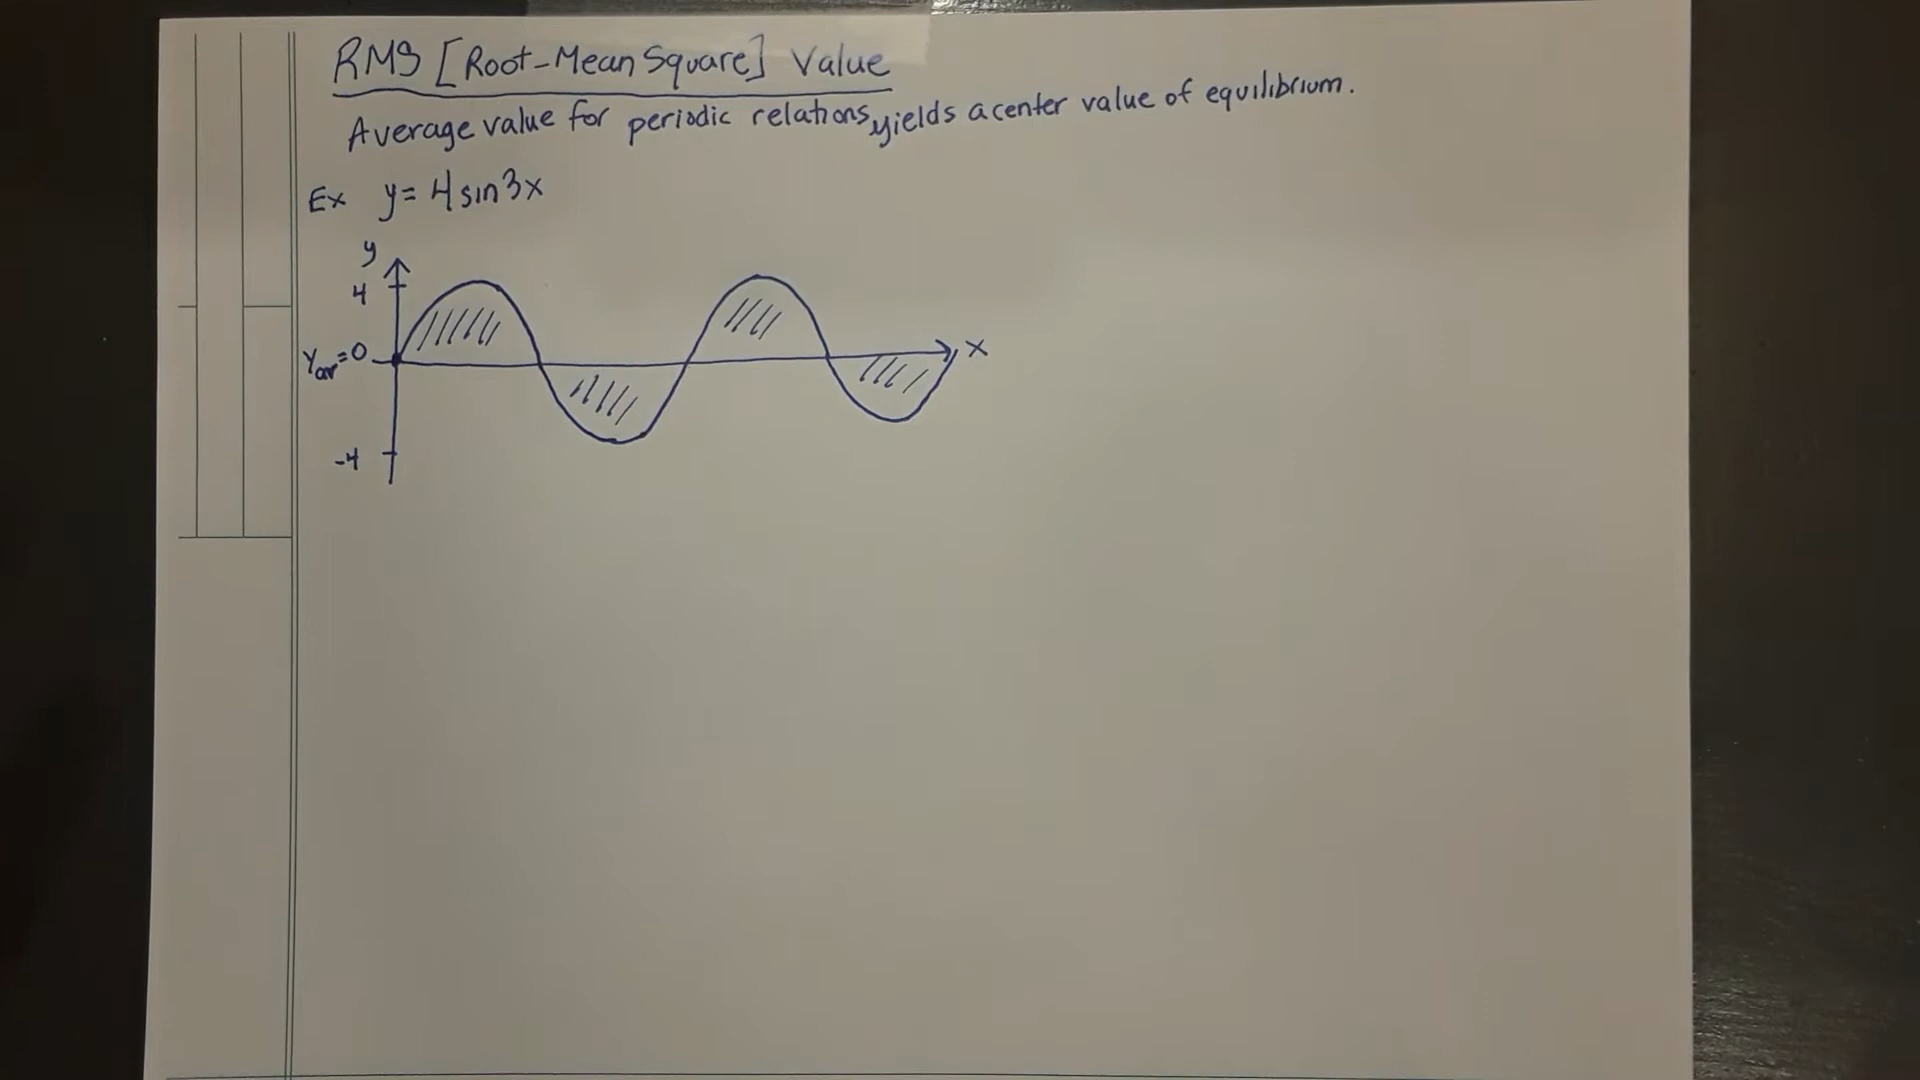 RMS [Root-Mean Square] Value
Average value for periodic relations, yields a center value of equilibrium.
Ex y= 4 sin 3x
y
4
Yav=0
x
-4